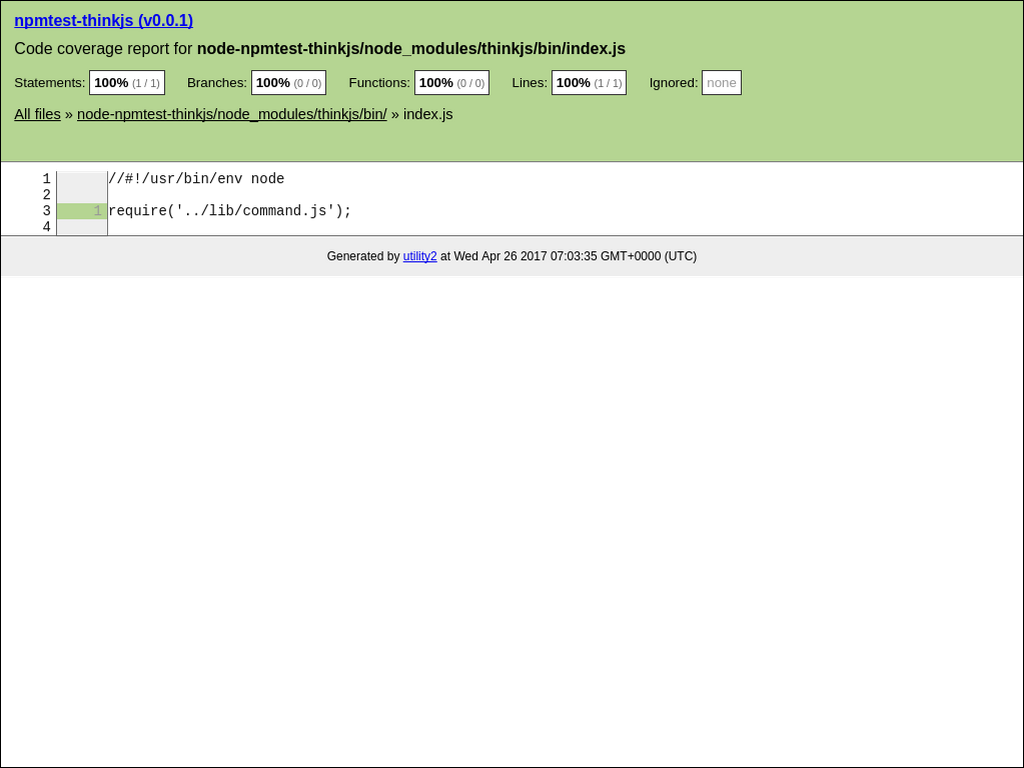 npmtest-thinkjs (v0.0.1)
Code coverage report for node-npmtest-thinkjs/node_modules/thinkjs/bin/index.js
Statements: 100% (1 / 1) Branches: 100% (0 / 0) Functions: 100% (0 / 0) Lines: 100% (1 / 1) Ignored: none
All files » node-npmtest-thinkjs/node_modules/thinkjs/bin/ » index.js
1 //#!/usr/bin/env node
2
3 1 require('../lib/command.js');
4
Generated by utility2 at Wed Apr 26 2017 07:03:35 GMT+0000 (UTC)